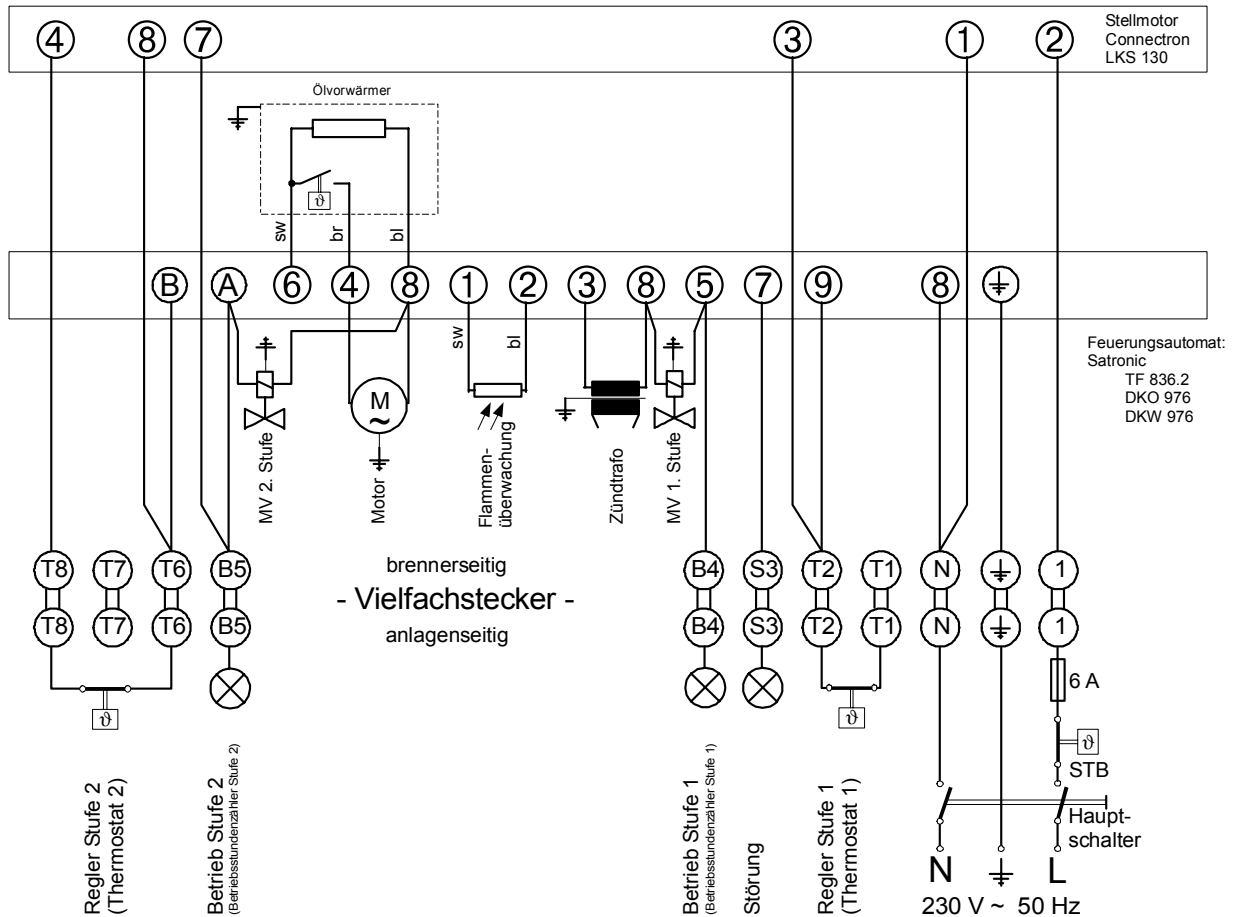 4 8 7 3 1 2
Stellmotor
Connectron
LKS 130
Ölvorwärmer
ϑ
sw br bl
B A 6 4 8 1 2 3 8 5 7 9 8
sw bl
Feuerungsautomat:
Satronic
TF 836.2
DKO 976
DKW 976
M
~
MV 2. Stufe
Motor
Flammen-
überwachung
Zündtrafo
MV 1. Stufe
T8 T7 T6 B5
brennerseitig
- Vielfachstecker -
anlagenseitig
B4 S3 T2 T1 N 1
T8 T7 T6 B5
B4 S3 T2 T1 N 1
6 A
ϑ
ϑ
ϑ
STB
Haupt-
schalter
Regler Stufe 2
(Thermostat 2)
Betrieb Stufe 2
(Betriebsstundenzähler Stufe 2)
Betrieb Stufe 1
(Betriebsstundenzähler Stufe 1)
Störung
Regler Stufe 1
(Thermostat 1)
N L
230 V ~ 50 Hz